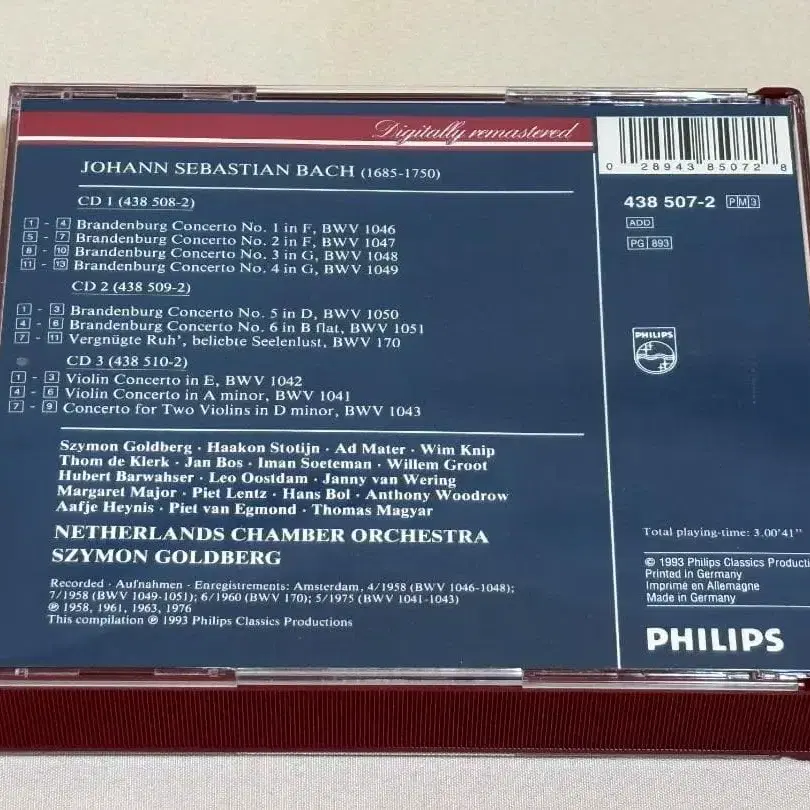 Digitally remastered
JOHANN SEBASTIAN BACH (1685-1750)
CD 1 (438 508-2)
1 - 4 Brandenburg Concerto No. 1 in F, BWV 1046
5 - 7 Brandenburg Concerto No. 2 in F, BWV 1047
8 - 10 Brandenburg Concerto No. 3 in G, BWV 1048
11 - 13 Brandenburg Concerto No. 4 in G, BWV 1049
CD 2 (438 509-2)
1 - 3 Brandenburg Concerto No. 5 in D, BWV 1050
4 - 6 Brandenburg Concerto No. 6 in B flat, BWV 1051
7 - 11 Vergnügte Ruh', beliebte Seelenlust, BWV 170
CD 3 (438 510-2)
1 - 3 Violin Concerto in E, BWV 1042
4 - 6 Violin Concerto in A minor, BWV 1041
7 - 9 Concerto for Two Violins in D minor, BWV 1043
Szymon Goldberg · Haakon Stotijn · Ad Mater · Wim Knip
Thom de Klerk · Jan Bos · Iman Soeteman · Willem Groot
Hubert Barwahser · Leo Oostdam · Janny van Wering
Margaret Major · Piet Lentz · Hans Bol · Anthony Woodrow
Aafje Heynis · Piet van Egmond · Thomas Magyar
NETHERLANDS CHAMBER ORCHESTRA
SZYMON GOLDBERG
Recorded · Aufnahmen · Enregistrements: Amsterdam, 4/1958 (BWV 1046-1048);
7/1958 (BWV 1049-1051); 6/1960 (BWV 170); 5/1975 (BWV 1041-1043)
℗ 1958, 1961, 1963, 1976
This compilation ℗ 1993 Philips Classics Productions
0 28943 85072 8
438 507-2 PM3
ADD
PG 893
PHILIPS
Total playing-time: 3.00'41"
© 1993 Philips Classics Producti
Printed in Germany
Imprimé en Allemagne
Made in Germany
PHILIPS